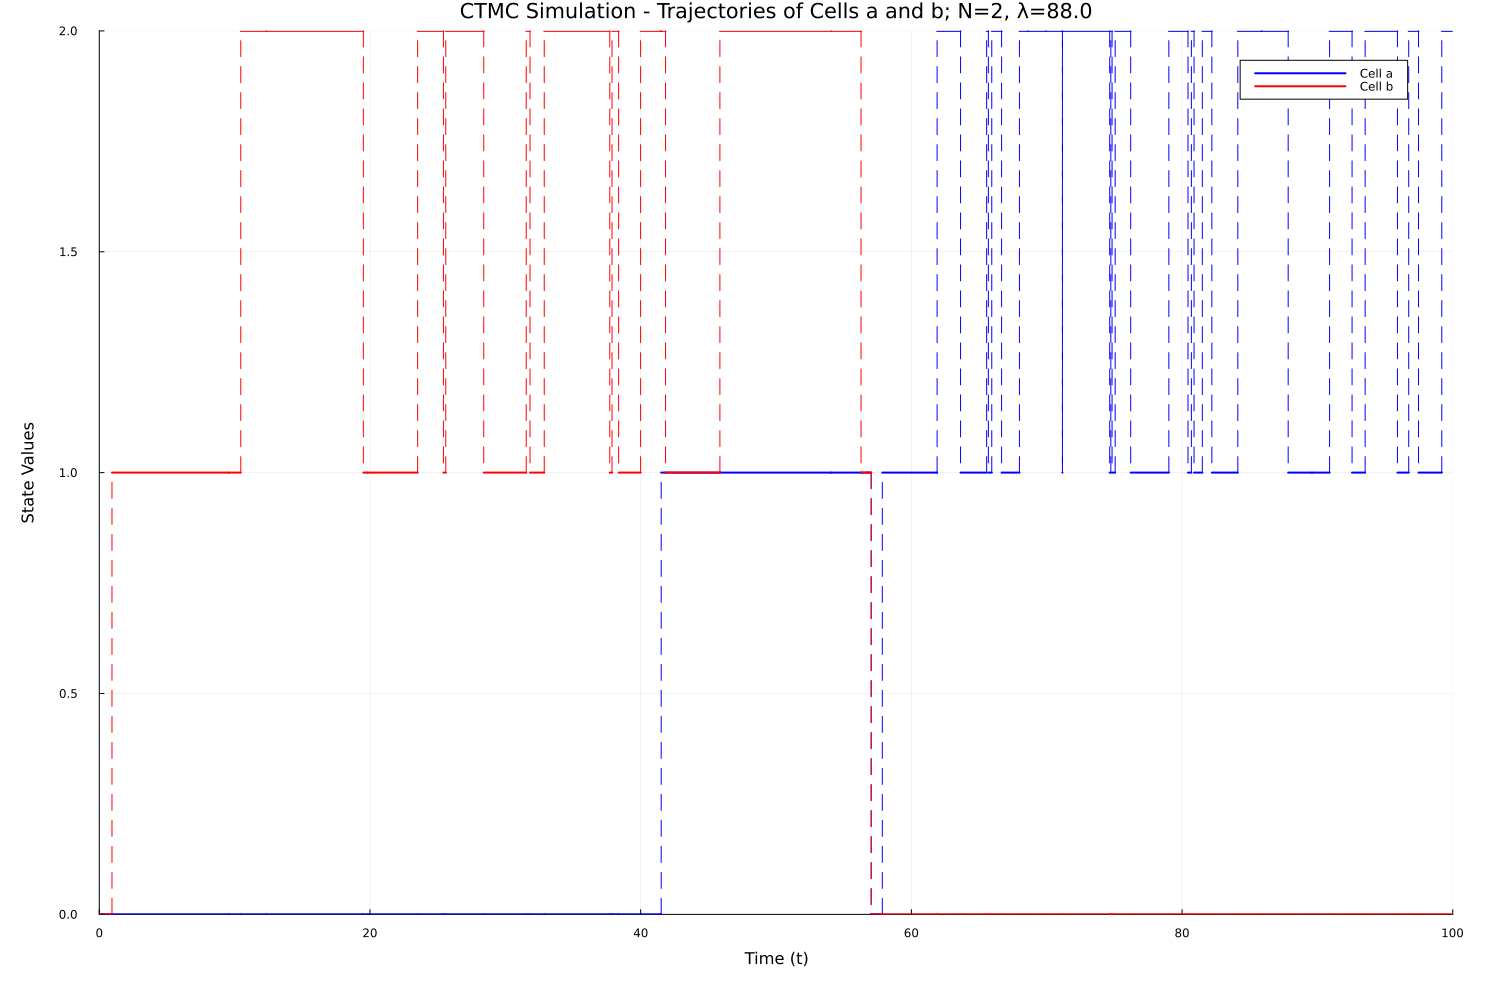 CTMC Simulation - Trajectories of Cells a and b; N=2, λ=88.0
2.0
Cell a
Cell b
1.5
State Values
1.0
0.5
0.0
0 20 40 60 80 100
Time (t)